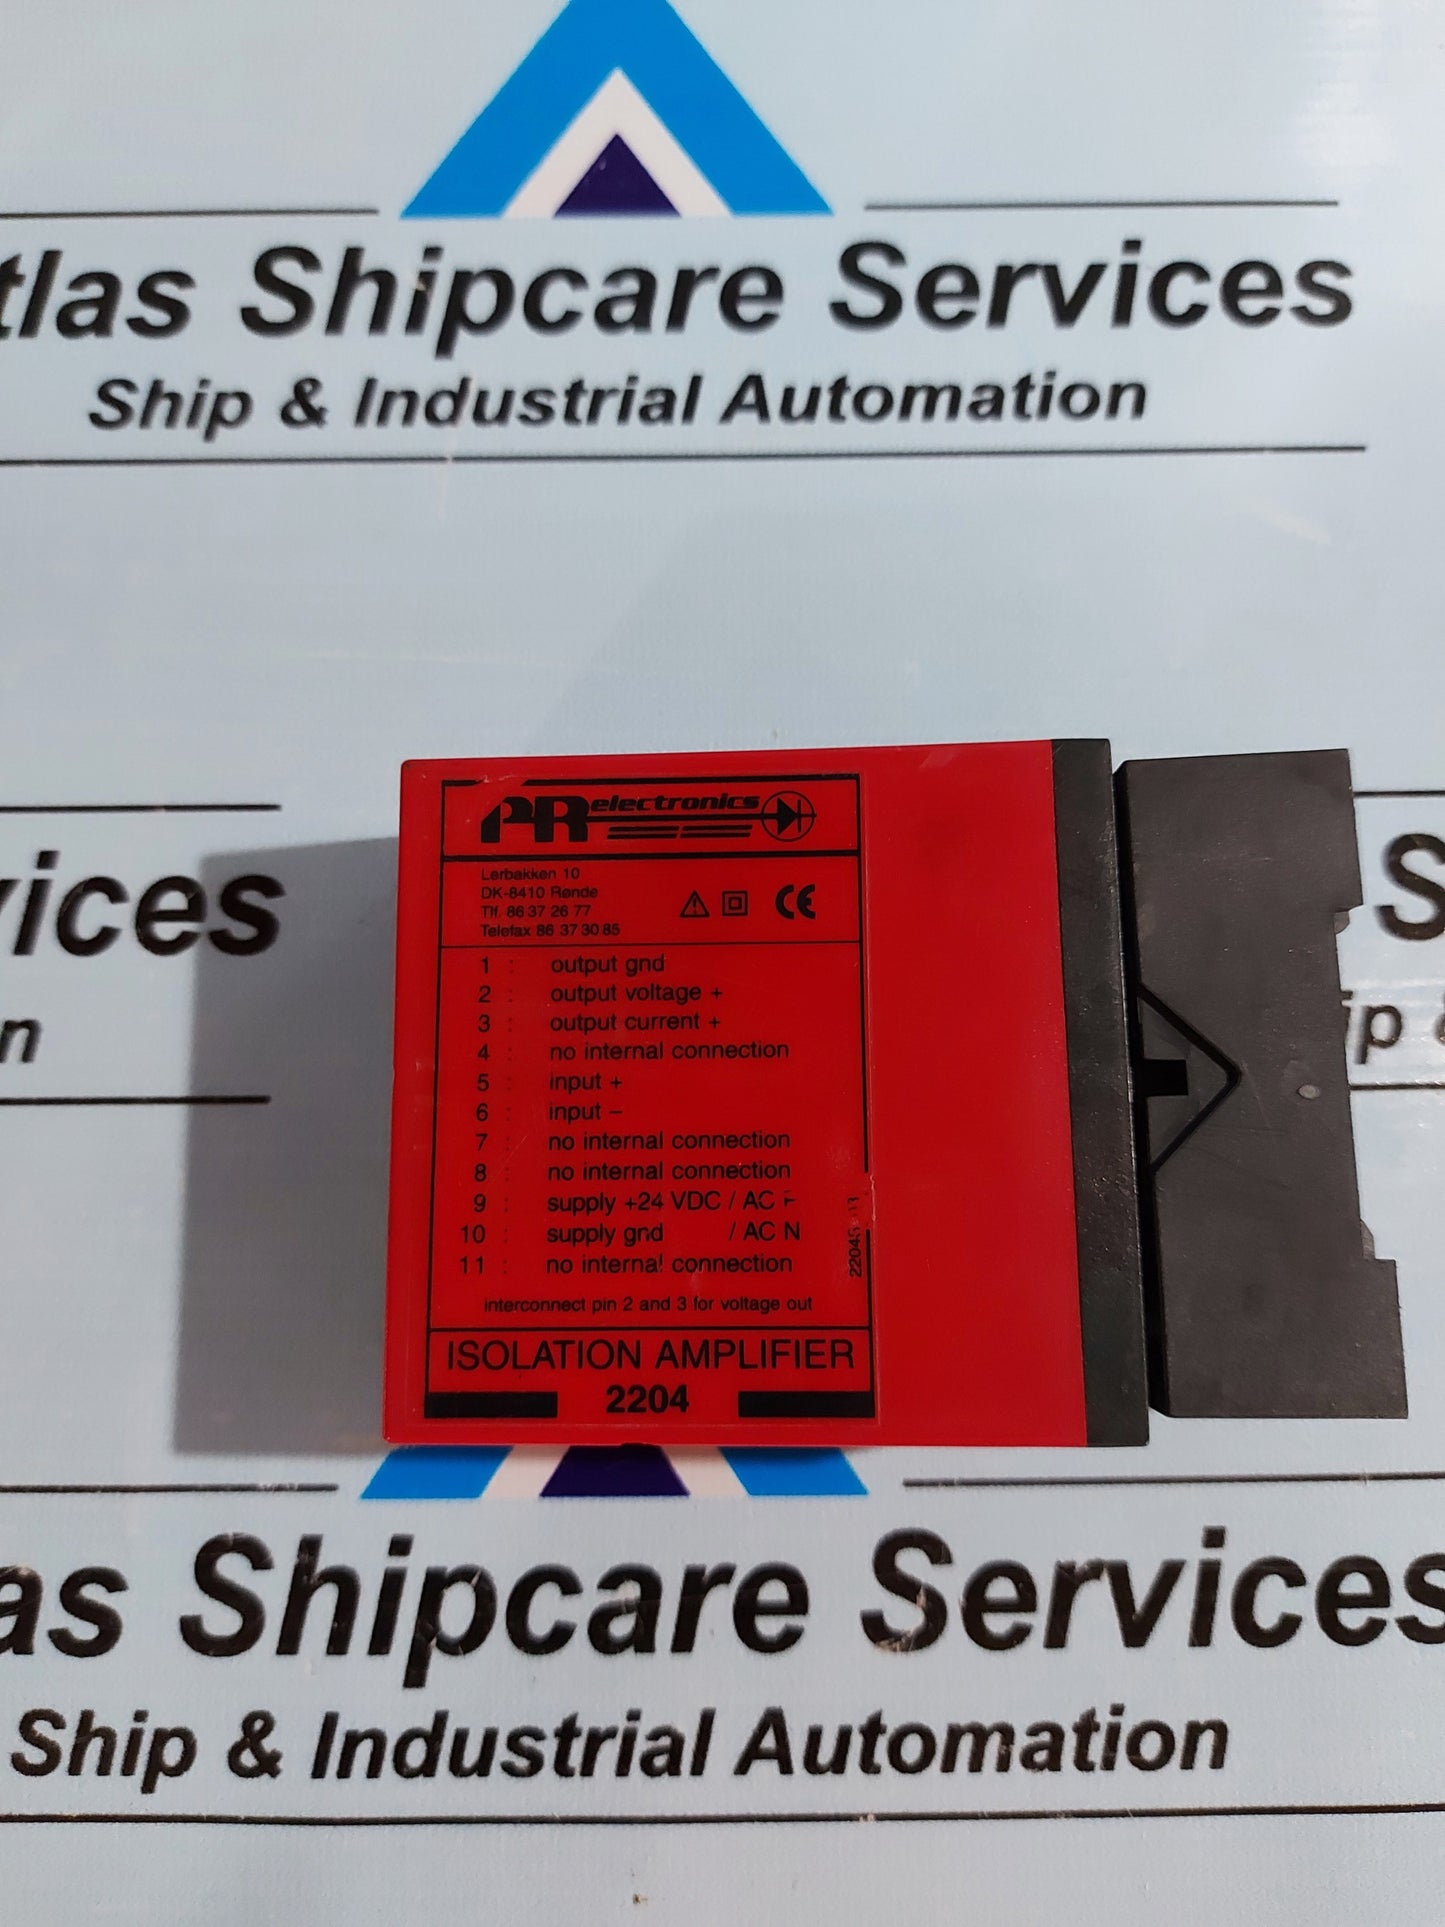 tlas Shipcare Services
Ship & Industrial Automation
PR electronics
Lerbakken 10
DK-8410 Rønde
Tlf. 86 37 26 77
Telefax 86 37 30 85
CE
1 : output gnd
2 : output voltage +
3 : output current +
4 : no internal connection
5 : input +
6 : input –
7 : no internal connection
8 : no internal connection
9 : supply +24 VDC / AC
10 : supply gnd / AC N
11 : no internal connection
interconnect pin 2 and 3 for voltage out
ISOLATION AMPLIFIER
2204
vices
n
S
ip &
as Shipcare Services
Ship & Industrial Automation